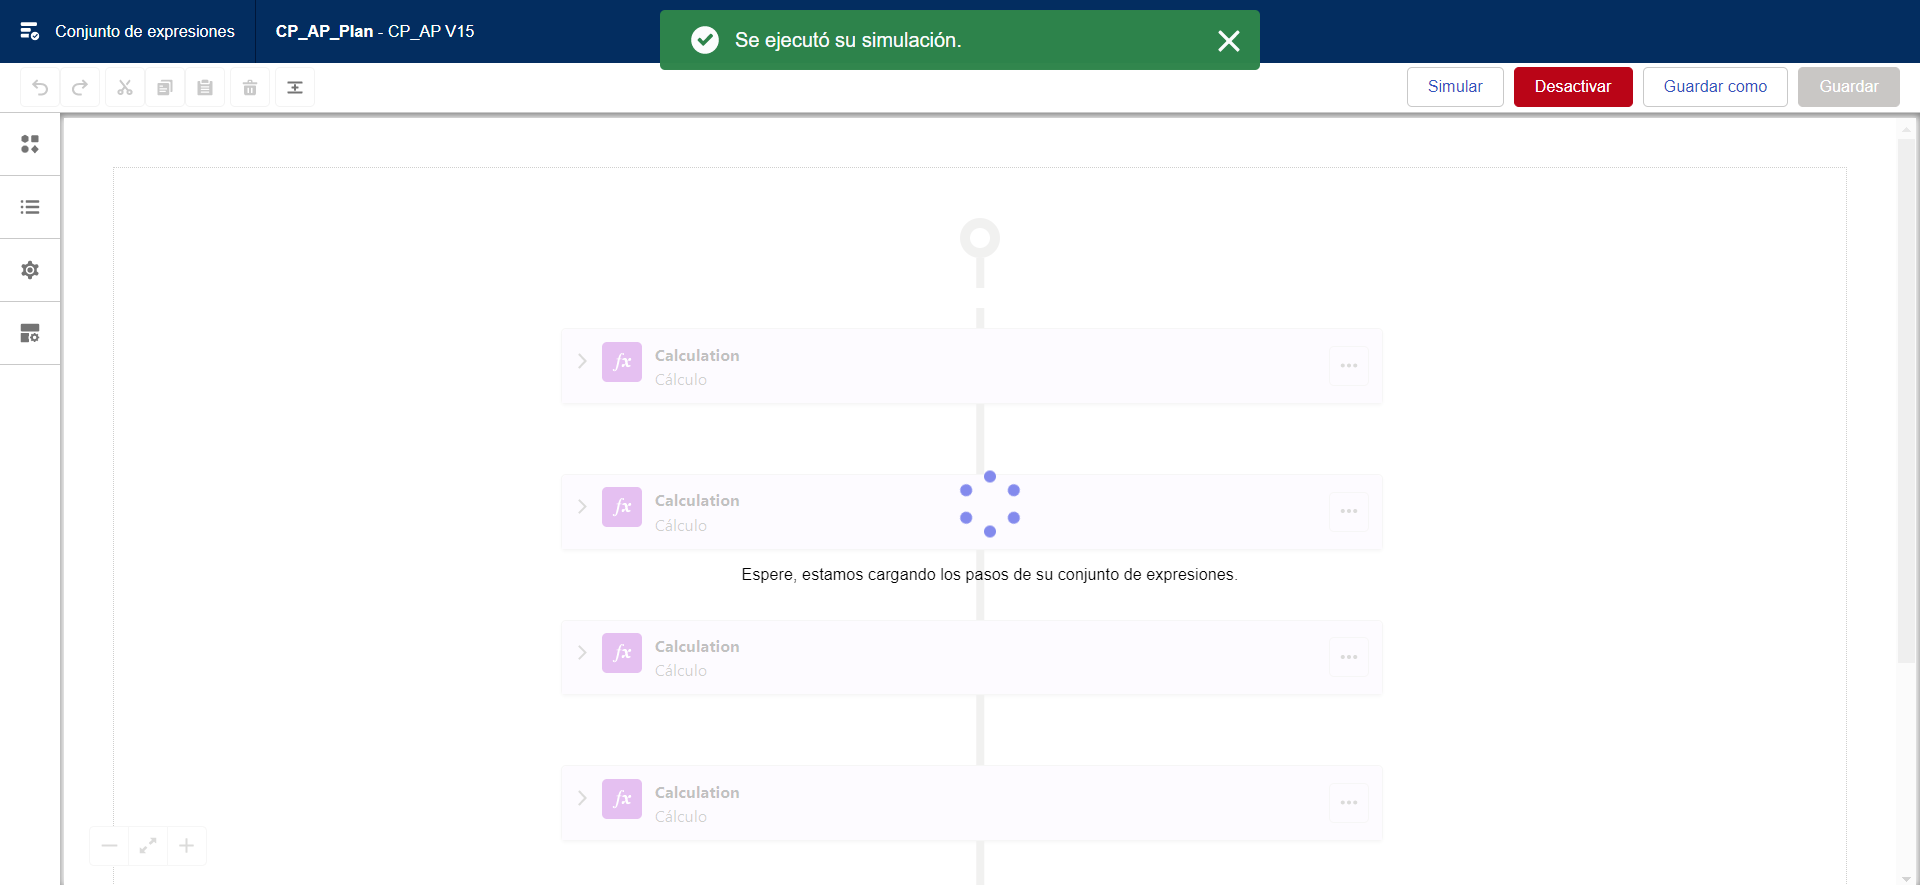 Conjunto de expresiones
CP_AP_Plan - CP_AP V15
Se ejecutó su simulación.
Simular
Desactivar
Guardar como
Guardar
fx
Calculation
Cálculo
fx
Calculation
Cálculo
Espere, estamos cargando los pasos de su conjunto de expresiones.
fx
Calculation
Cálculo
fx
Calculation
Cálculo